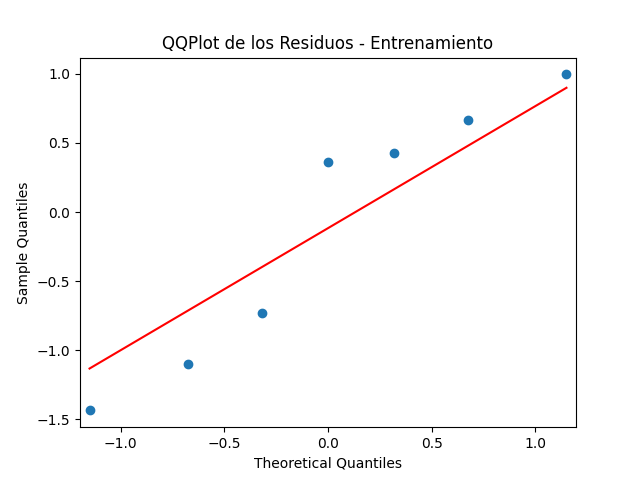 QQPlot de los Residuos - Entrenamiento
1.0
0.5
0.0
−0.5
−1.0
−1.5
Sample Quantiles
−1.0 −0.5 0.0 0.5 1.0
Theoretical Quantiles